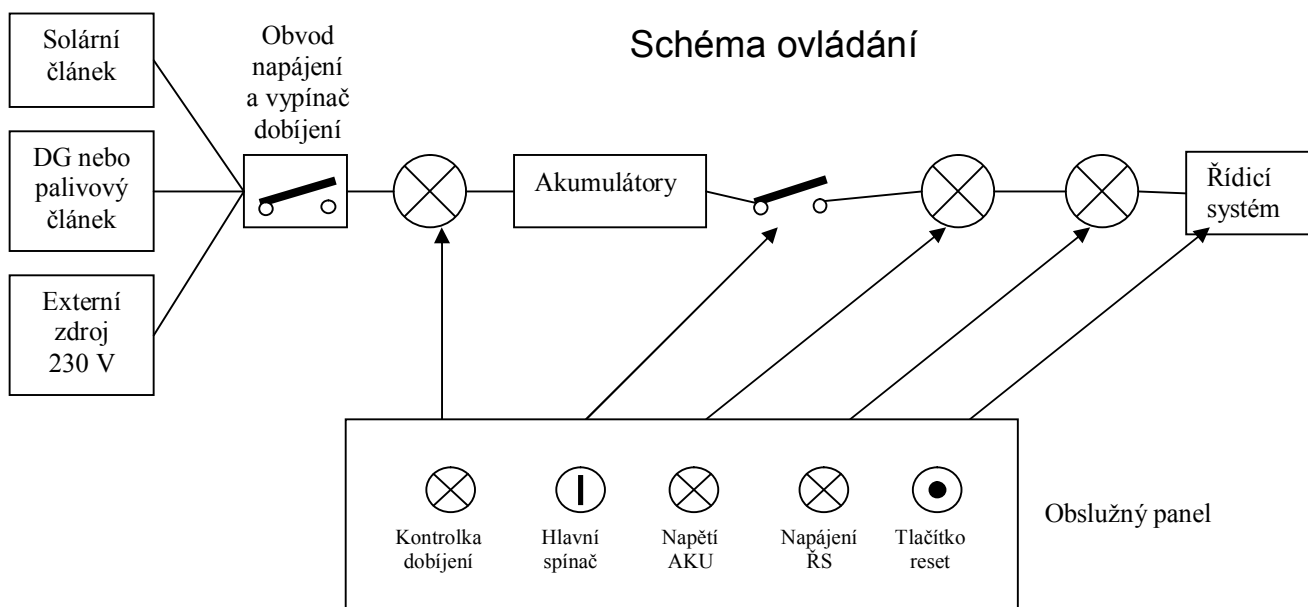 Schéma ovládání
Solární
článek
DG nebo
palivový
článek
Externí
zdroj
230 V
Obvod
napájení
a vypínač
dobíjení
Akumulátory
Řídicí
systém
Kontrolka
dobíjení
Hlavní
spínač
Napětí
AKU
Napájení
ŘS
Tlačítko
reset
Obslužný panel